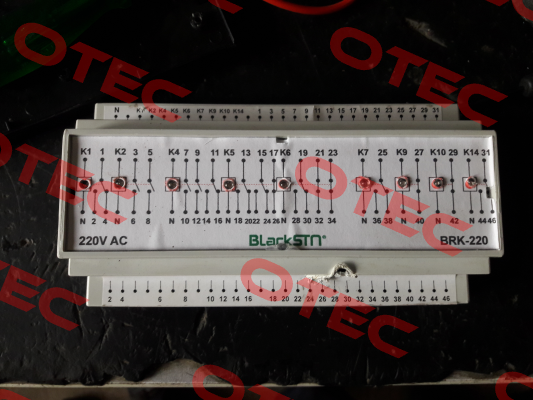 OTEC OTEC OTEC
N K1 K2 K4 K5 K6 K7 K9 K10 K14 1 3 5 7 9 11 13 15 17 19 21 23 25 27 29 31
K1 1 K2 3 5 K4 7 9 11 K5 13 15 17 K6 19 21 23 K7 25 K9 27 K10 29 K14 31
N 2 4 N 6 8 N 10 12 14 16 N 18 20 22 24 26 N 28 30 32 34 N 36 38 N 40 N 42 N 44 46
220V AC BLackSTN® BRK-220
OTEC OTEC OTEC
2 4 6 8 10 12 14 16 18 20 22 24 26 28 30 32 34 36 38 40 42 44 46
OTEC OTEC OTEC